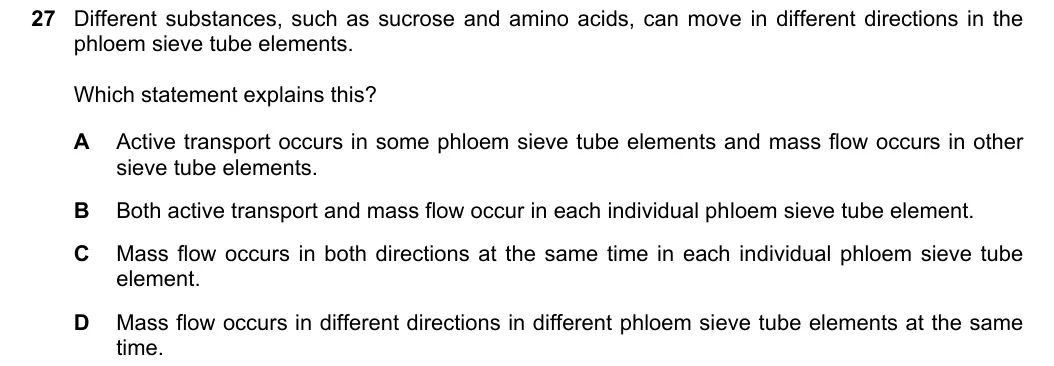 27 Different substances, such as sucrose and amino acids, can move in different directions in the
phloem sieve tube elements.
Which statement explains this?
A Active transport occurs in some phloem sieve tube elements and mass flow occurs in other
sieve tube elements.
B Both active transport and mass flow occur in each individual phloem sieve tube element.
C Mass flow occurs in both directions at the same time in each individual phloem sieve tube
element.
D Mass flow occurs in different directions in different phloem sieve tube elements at the same
time.